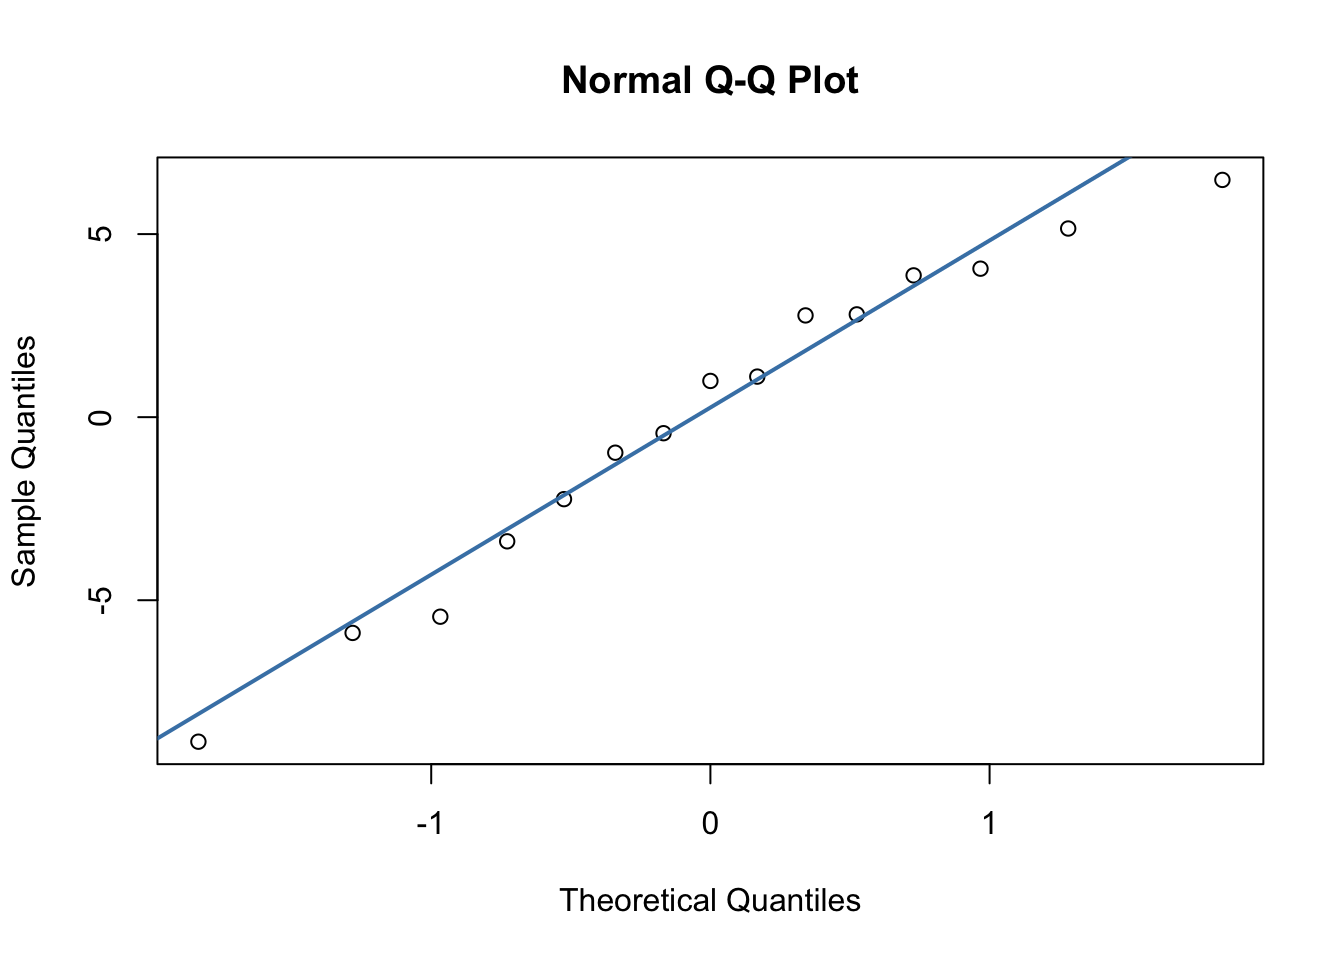 Normal Q-Q Plot
Sample Quantiles
5
0
-5
-1 0 1
Theoretical Quantiles